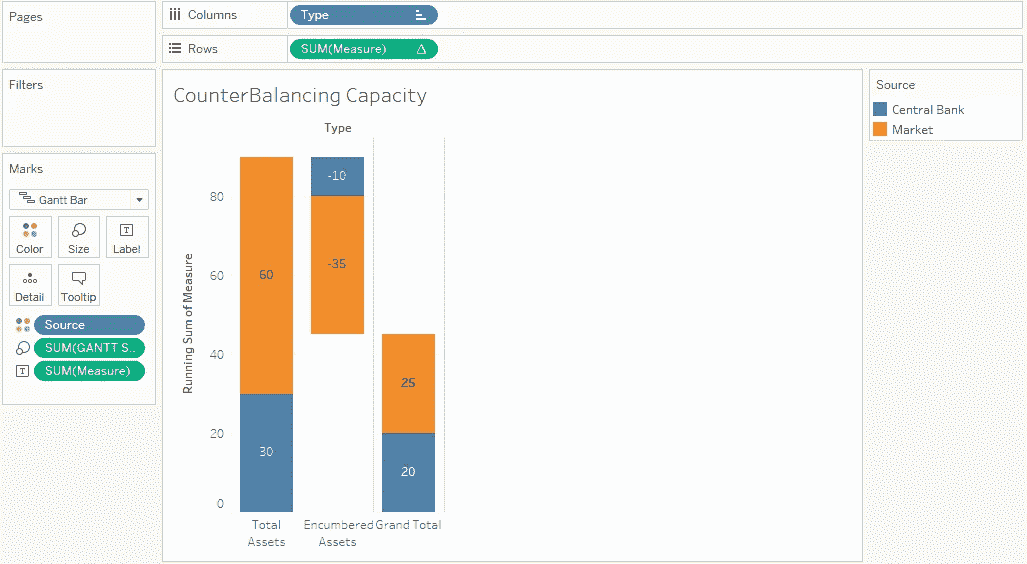 Pages
Columns
Type
Rows
SUM(Measure)
Filters
Marks
Gantt Bar
Color
Size
Label
Detail
Tooltip
Source
SUM(GANTT S..
SUM(Measure)
CounterBalancing Capacity
Type
Running Sum of Measure
80
60
40
20
0
60
30
-10
-35
25
20
Total
Assets
Encumbered
Assets
Grand Total
Source
Central Bank
Market